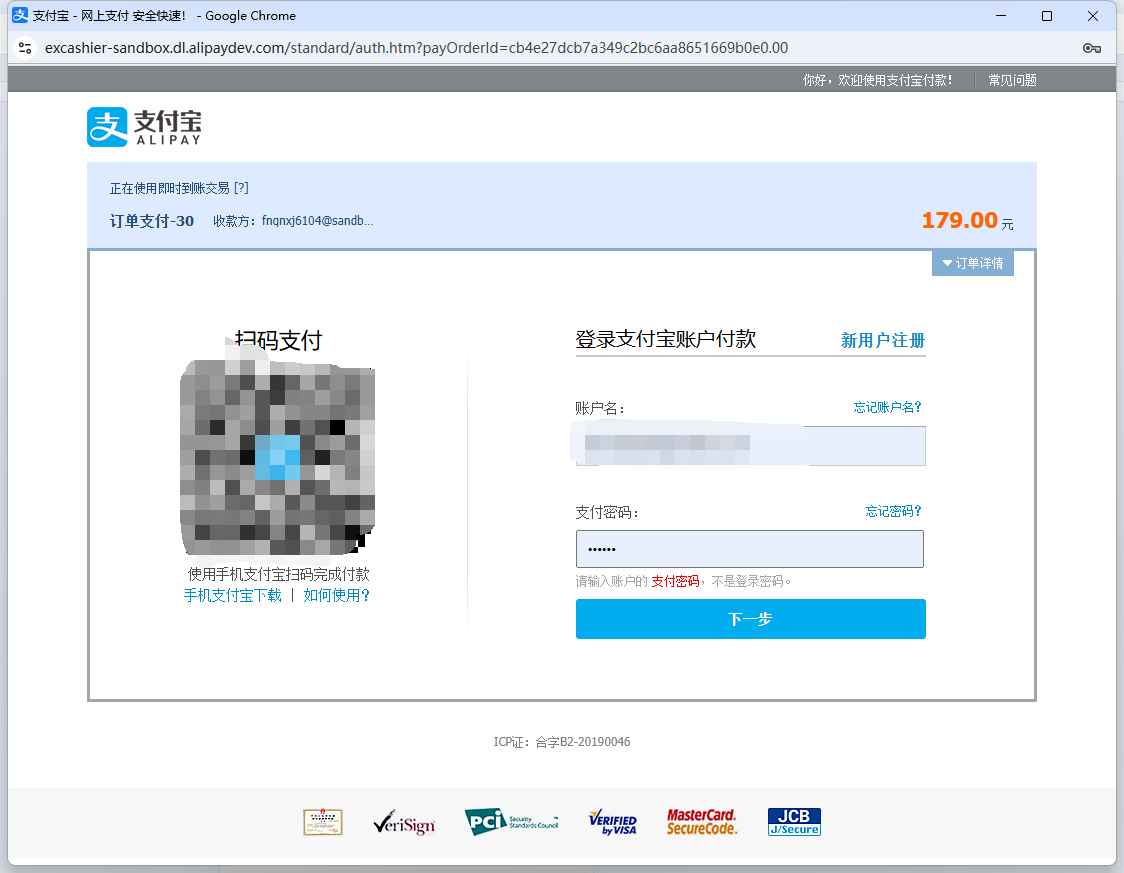 支付宝 - 网上支付 安全快速！ - Google Chrome
excashier-sandbox.dl.alipaydev.com/standard/auth.htm?payOrderId=cb4e27dcb7a349c2bc6aa8651669b0e0.00
你好，欢迎使用支付宝付款！ 常见问题
支付宝
ALIPAY
正在使用即时到账交易 [?]
订单支付-30 收款方：fnqnxj6104@sandb... 179.00 元
订单详情
扫码支付
使用手机支付宝扫码完成付款
手机支付宝下载 | 如何使用?
登录支付宝账户付款 新用户注册
账户名： 忘记账户名?
支付密码： 忘记密码?
••••••
请输入账户的 支付密码，不是登录密码。
下一步
ICP证：合字B2-20190046
VeriSign
PCI Security Standards Council
VERIFIED by VISA
MasterCard. SecureCode.
JCB J/Secure